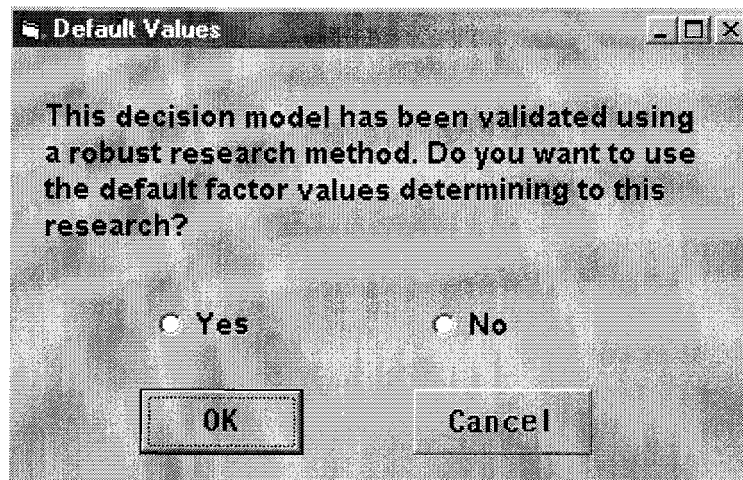 Default Values
This decision model has been validated using
a robust research method. Do you want to use
the default factor values determining to this
research?
Yes No
OK Cancel